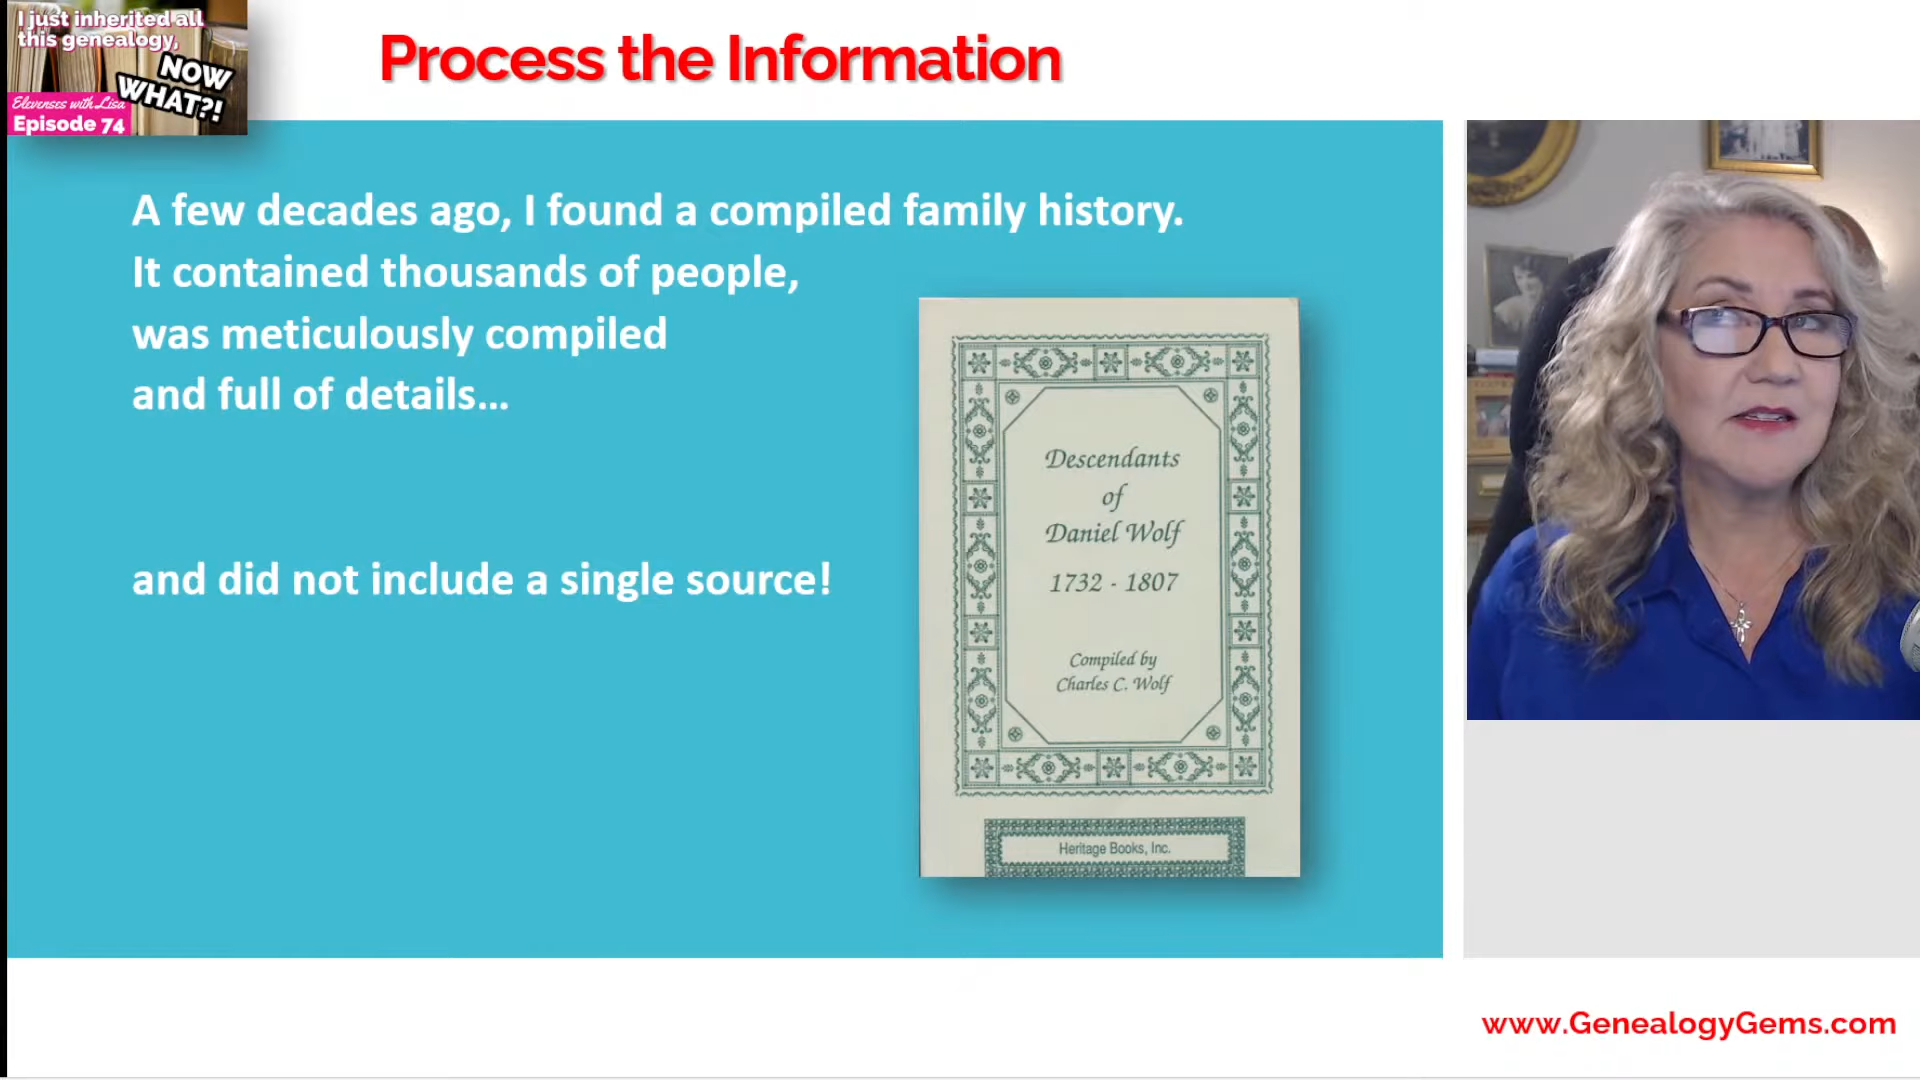 I just inherited all
this genealogy,
NOW
WHAT?!
Elevenses with Lisa
Episode 74
Process the Information
A few decades ago, I found a compiled family history.
It contained thousands of people,
was meticulously compiled
and full of details...
and did not include a single source!
Descendants
of
Daniel Wolf
1732 - 1807
Compiled by
Charles C. Wolf
Heritage Books, Inc.
www.GenealogyGems.com